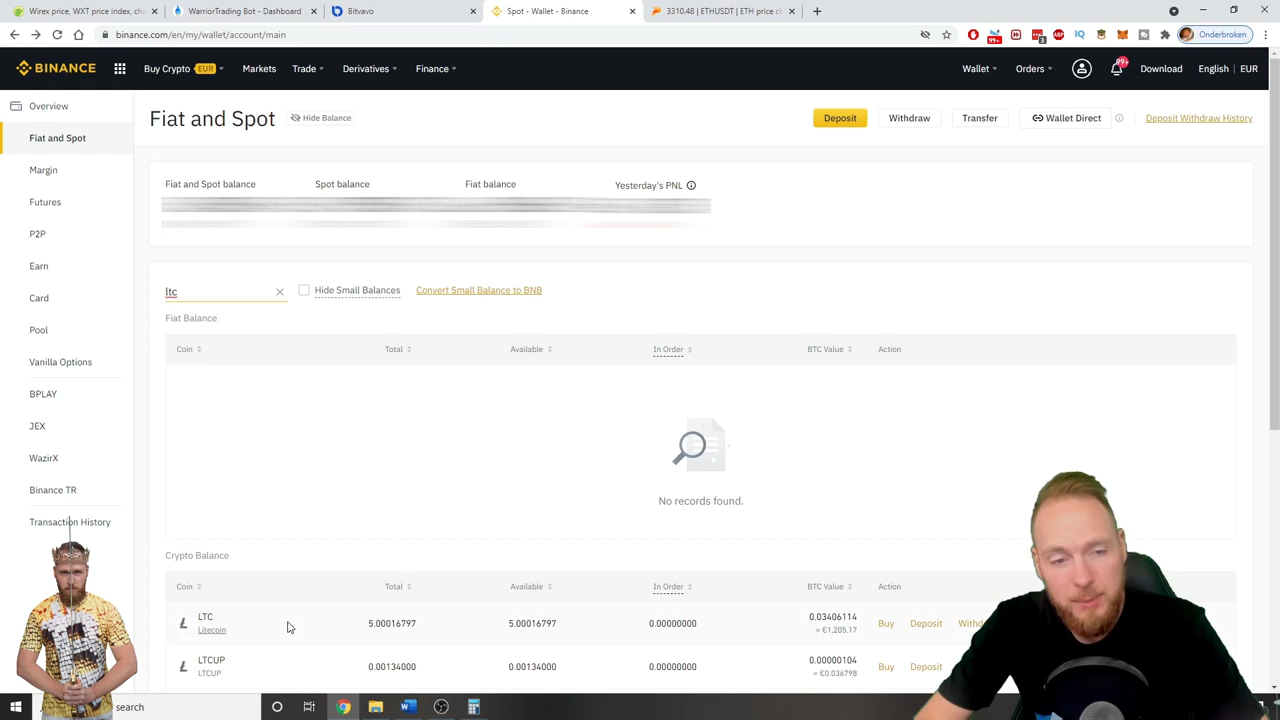 Wirex price, WXT price index, cha
WarriorTrading Bot - Dashboard
Bitvavo
Spot - Wallet - Binance
3310.48 | ETHUSDT | ETH price ch
binance.com/en/my/wallet/account/main
99+
3
ABP
IQ
Onderbroken
BINANCE
Buy Crypto EUR
Markets
Trade
Derivatives
Finance
Wallet
Orders
99+
Download
English | EUR
Overview
Fiat and Spot
Margin
Futures
P2P
Earn
Card
Pool
Vanilla Options
BPLAY
JEX
WazirX
Binance TR
Transaction History
Fiat and Spot
Hide Balance
Deposit
Withdraw
Transfer
Wallet Direct
Deposit Withdraw History
Fiat and Spot balance
Spot balance
Fiat balance
Yesterday's PNL
ltc
Hide Small Balances
Convert Small Balance to BNB
Fiat Balance
Coin Total Available In Order BTC Value Action
No records found.
Crypto Balance
Coin Total Available In Order BTC Value Action
LTC 5.00016797 5.00016797 0.00000000 0.03406114 Buy Deposit
Litecoin ≈ €1,205.17
LTCUP 0.00134000 0.00134000 0.00000000 0.00000104 Buy Deposit
LTCUP ≈ €0.036798
search